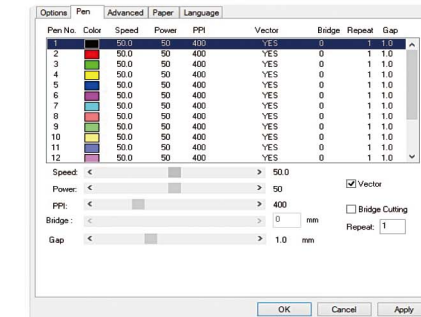 Options Pen Advanced Paper Language
Pen No. Color Speed Power PPI Vector Bridge Repeat Gap
1 50.0 50 400 YES 0 1 1.0
2 50.0 50 400 YES 0 1 1.0
3 50.0 50 400 YES 0 1 1.0
4 50.0 50 400 YES 0 1 1.0
5 50.0 50 400 YES 0 1 1.0
6 50.0 50 400 YES 0 1 1.0
7 50.0 50 400 YES 0 1 1.0
8 50.0 50 400 YES 0 1 1.0
9 50.0 50 400 YES 0 1 1.0
10 50.0 50 400 YES 0 1 1.0
11 50.0 50 400 YES 0 1 1.0
12 50.0 50 400 YES 0 1 1.0
Speed: 50.0
Power: 50 Vector
PPI: 400 Bridge Cutting
Bridge : 0 mm
Repeat: 1
Gap 1.0 mm
OK Cancel Apply